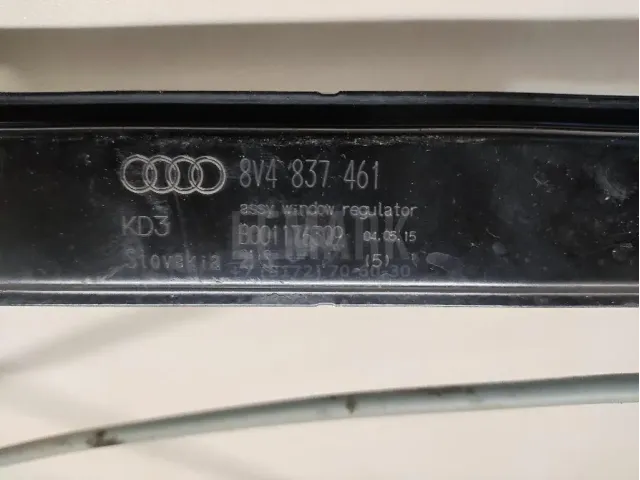 8V4 837 461
assy. window regulator
KD3 04.05.15
Slovakia (5)